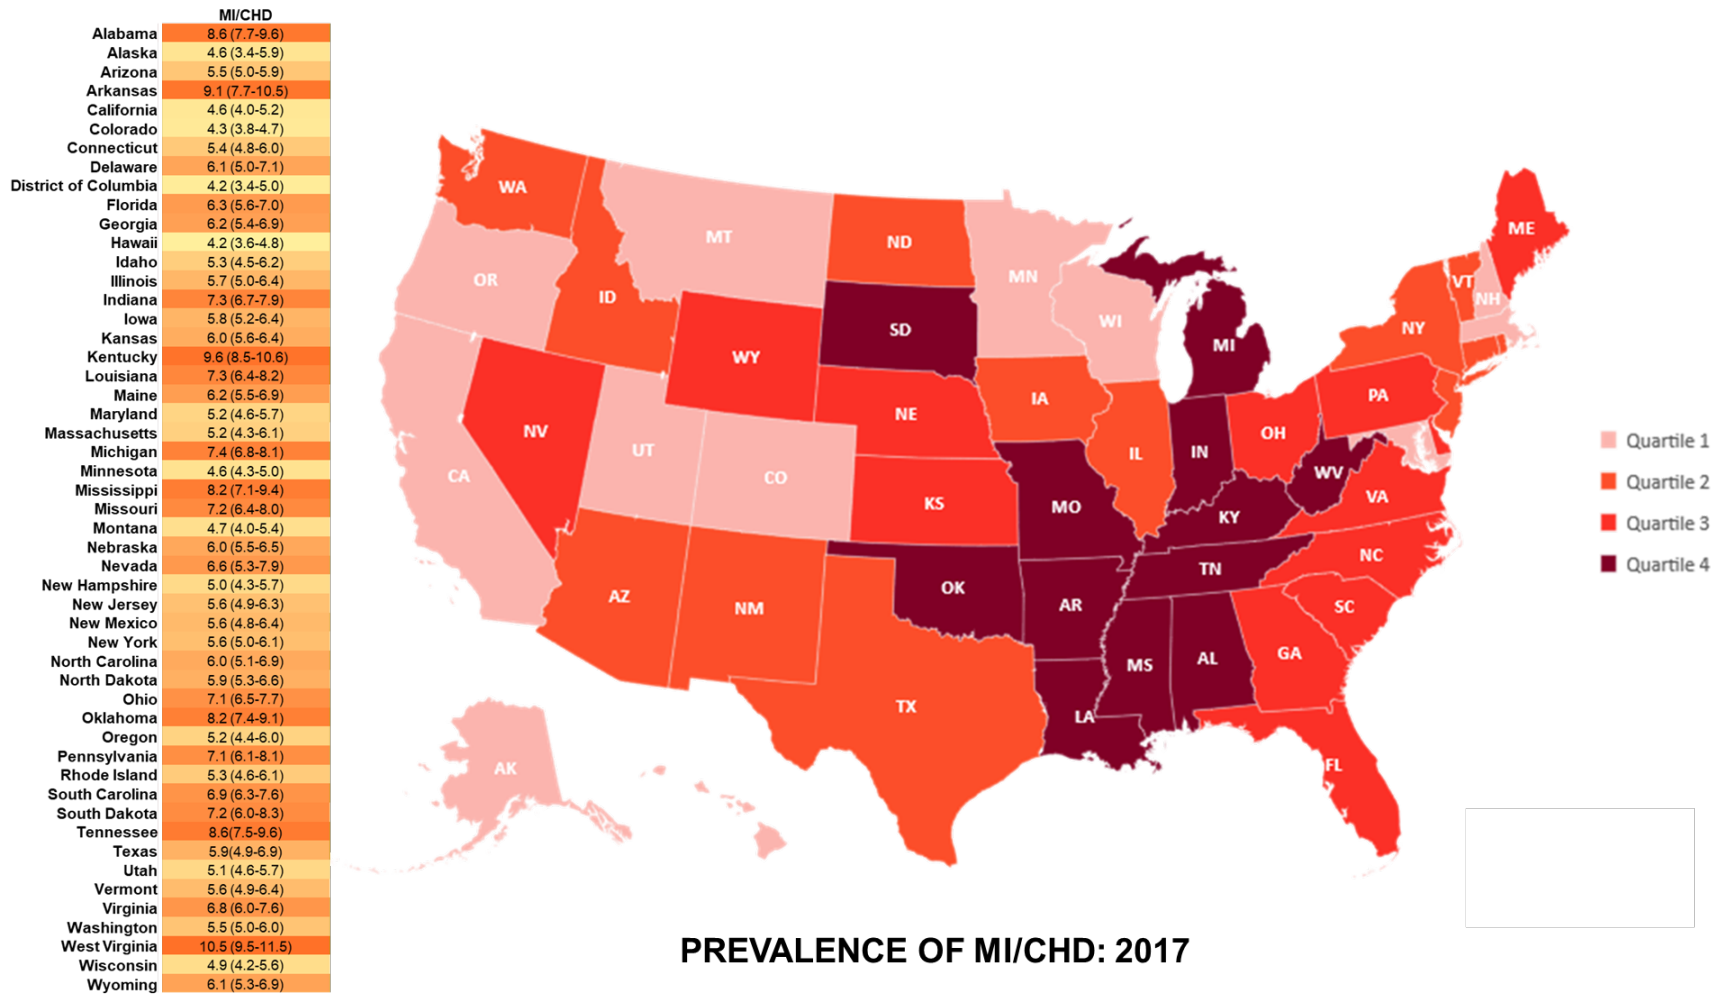 MI/CHD
Alabama 8.6 (7.7-9.6)
Alaska 4.6 (3.4-5.9)
Arizona 5.5 (5.0-5.9)
Arkansas 9.1 (7.7-10.5)
California 4.6 (4.0-5.2)
Colorado 4.3 (3.8-4.7)
Connecticut 5.4 (4.8-6.0)
Delaware 6.1 (5.0-7.1)
District of Columbia 4.2 (3.4-5.0)
Florida 6.3 (5.6-7.0)
Georgia 6.2 (5.4-6.9)
Hawaii 4.2 (3.6-4.8)
Idaho 5.3 (4.5-6.2)
Illinois 5.7 (5.0-6.4)
Indiana 7.3 (6.7-7.9)
Iowa 5.8 (5.2-6.4)
Kansas 6.0 (5.6-6.4)
Kentucky 9.6 (8.5-10.6)
Louisiana 7.3 (6.4-8.2)
Maine 6.2 (5.5-6.9)
Maryland 5.2 (4.6-5.7)
Massachusetts 5.2 (4.3-6.1)
Michigan 7.4 (6.8-8.1)
Minnesota 4.6 (4.3-5.0)
Mississippi 8.2 (7.1-9.4)
Missouri 7.2 (6.4-8.0)
Montana 4.7 (4.0-5.4)
Nebraska 6.0 (5.5-6.5)
Nevada 6.6 (5.3-7.9)
New Hampshire 5.0 (4.3-5.7)
New Jersey 5.6 (4.9-6.3)
New Mexico 5.6 (4.8-6.4)
New York 5.6 (5.0-6.1)
North Carolina 6.0 (5.1-6.9)
North Dakota 5.9 (5.3-6.6)
Ohio 7.1 (6.5-7.7)
Oklahoma 8.2 (7.4-9.1)
Oregon 5.2 (4.4-6.0)
Pennsylvania 7.1 (6.1-8.1)
Rhode Island 5.3 (4.6-6.1)
South Carolina 6.9 (6.3-7.6)
South Dakota 7.2 (6.0-8.3)
Tennessee 8.6(7.5-9.6)
Texas 5.9(4.9-6.9)
Utah 5.1 (4.6-5.7)
Vermont 5.6 (4.9-6.4)
Virginia 6.8 (6.0-7.6)
Washington 5.5 (5.0-6.0)
West Virginia 10.5 (9.5-11.5)
Wisconsin 4.9 (4.2-5.6)
Wyoming 6.1 (5.3-6.9)
WA
MT
ND
MN
ME
OR
ID
SD
WI
VT
NH
NY
MI
WY
NE
IA
PA
NV
UT
CO
CA
KS
IL
IN
OH
WV
VA
MO
KY
NC
TN
AZ
NM
OK
AR
SC
MS
AL
GA
TX
LA
FL
AK
Quartile 1
Quartile 2
Quartile 3
Quartile 4
PREVALENCE OF MI/CHD: 2017